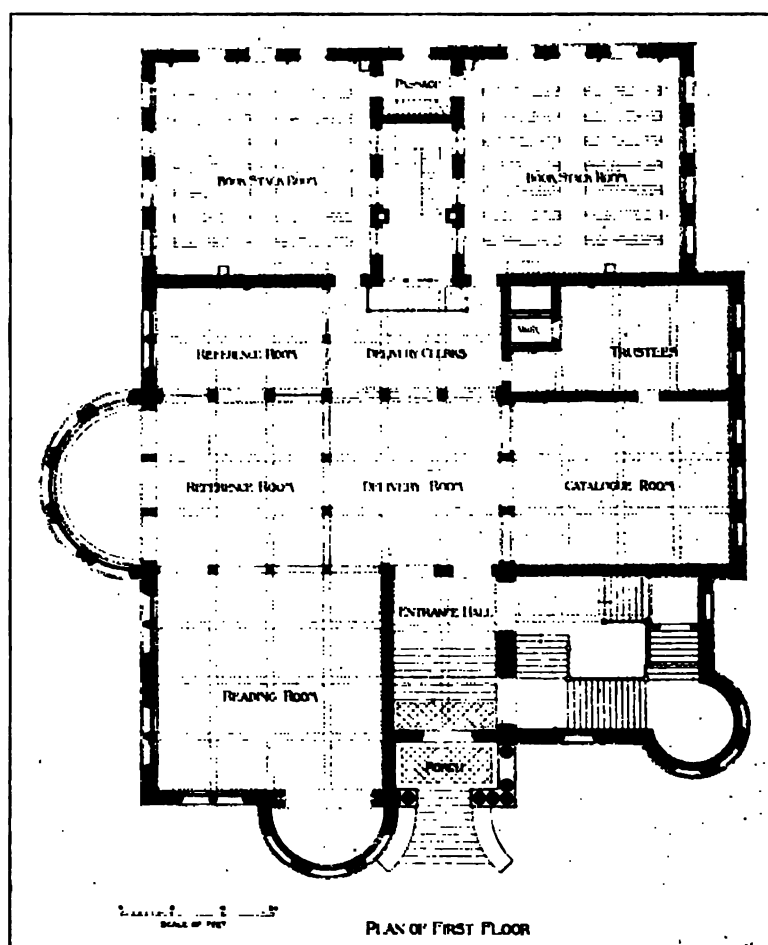 BOOK STACK ROOM
BOOK STACK ROOM
REFERENCE ROOM
DELIVERY CLERKS
TRUSTEES
REFERENCE ROOM
DELIVERY ROOM
CATALOGUE ROOM
ENTRANCE HALL
READING ROOM
PORCH
SCALE OF FEET
PLAN OF FIRST FLOOR